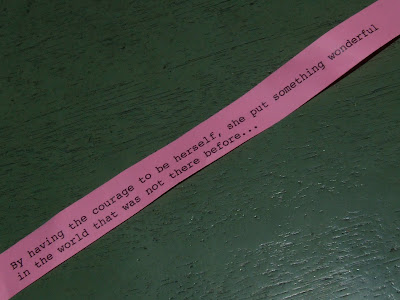 By having the courage to be herself, she put something wonderful
in the world that was not there before...